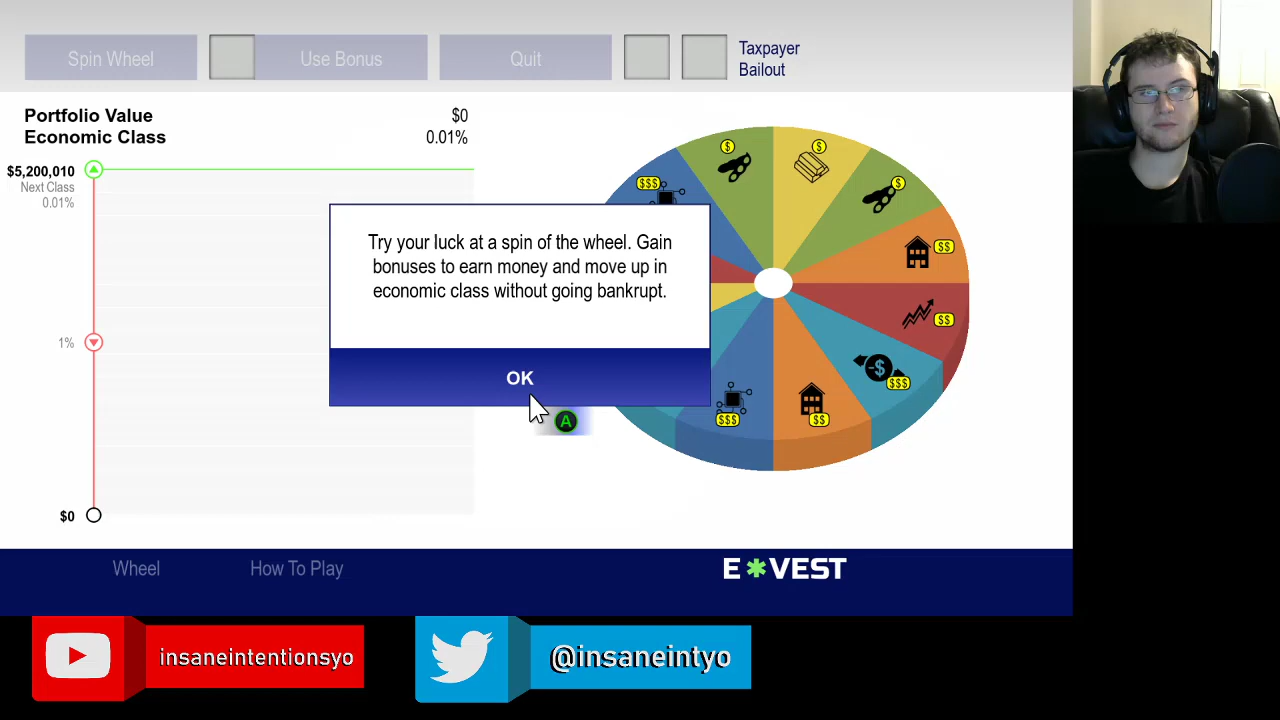 Spin Wheel
Use Bonus
Quit
Taxpayer
Bailout
Portfolio Value $0
Economic Class 0.01%
$5,200,010
Next Class
0.01%
1%
$0
$$$
$
$
$
$$
$$
$$$
$$
$$$
Try your luck at a spin of the wheel. Gain
bonuses to earn money and move up in
economic class without going bankrupt.
OK
A
-$
Wheel
How To Play
E*VEST
insaneintentionsyo
@insaneintyo